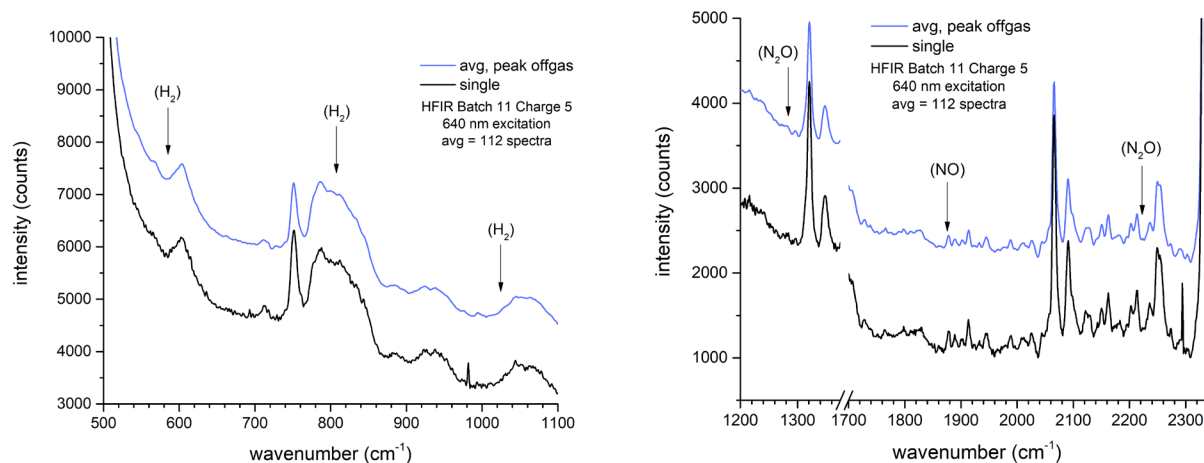 10000
9000
8000
7000
6000
5000
4000
3000
intensity (counts)
500 600 700 800 900 1000 1100
wavenumber (cm⁻¹)
(H₂)
(H₂)
(H₂)
avg, peak offgas
single
HFIR Batch 11 Charge 5
640 nm excitation
avg = 112 spectra
5000
4000
3000
2000
1000
intensity (counts)
1200 1300 1700 1800 1900 2000 2100 2200 2300
wavenumber (cm⁻¹)
(N₂O)
(NO)
(N₂O)
avg, peak offgas
single
HFIR Batch 11 Charge 5
640 nm excitation
avg = 112 spectra